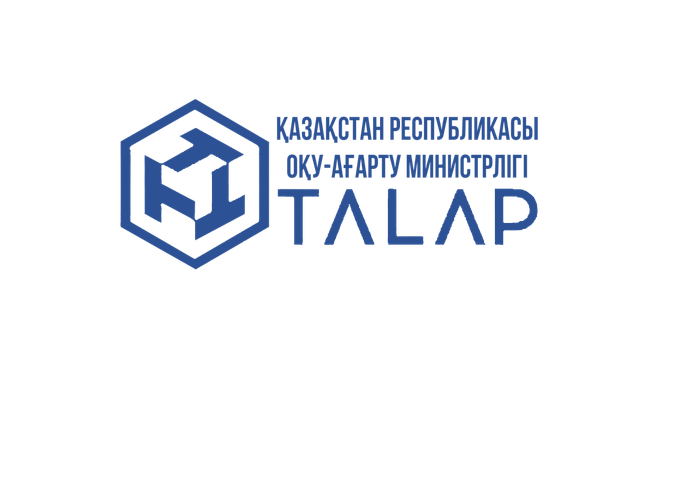 ҚАЗАҚСТАН РЕСПУБЛИКАСЫ
ОҚУ-АҒАРТУ МИНИСТРЛІГІ
TALAP